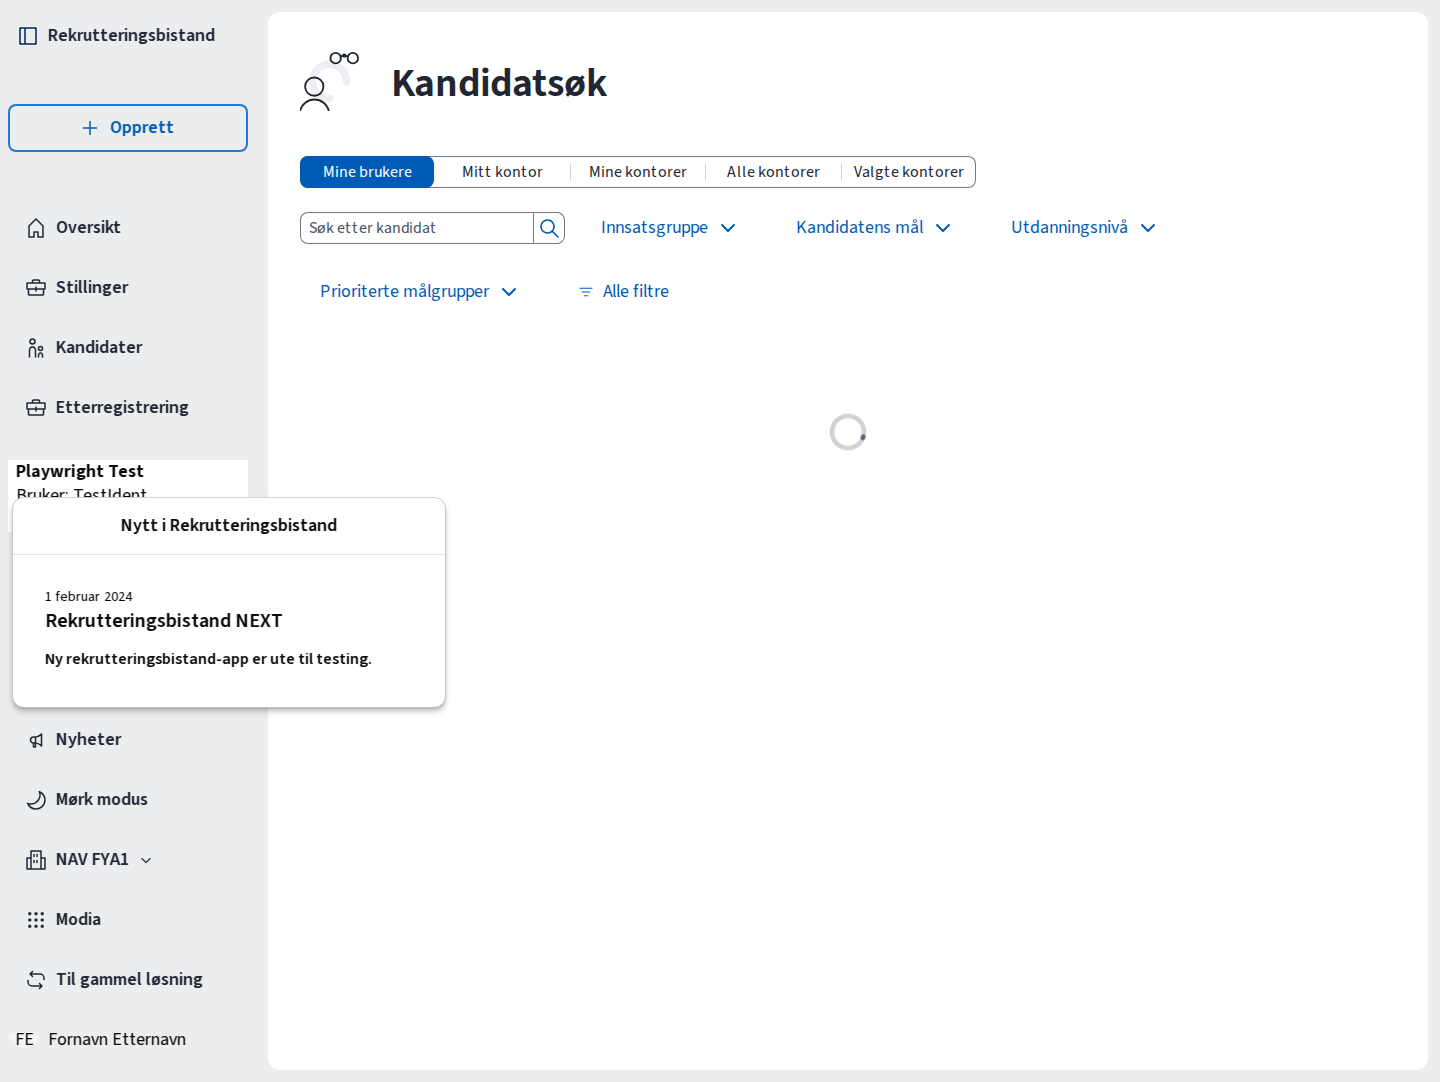 Rekrutteringsbistand
Opprett
Oversikt
Stillinger
Kandidater
Etterregistrering
Playwright Test
Bruker: TestIdent
Nytt i Rekrutteringsbistand
1 februar 2024
Rekrutteringsbistand NEXT
Ny rekrutteringsbistand-app er ute til testing.
Nyheter
Mørk modus
NAV FYA1
Modia
Til gammel løsning
FE Fornavn Etternavn
Kandidatsøk
Mine brukere Mitt kontor Mine kontorer Alle kontorer Valgte kontorer
Søk etter kandidat Innsatsgruppe Kandidatens mål Utdanningsnivå
Prioriterte målgrupper Alle filtre